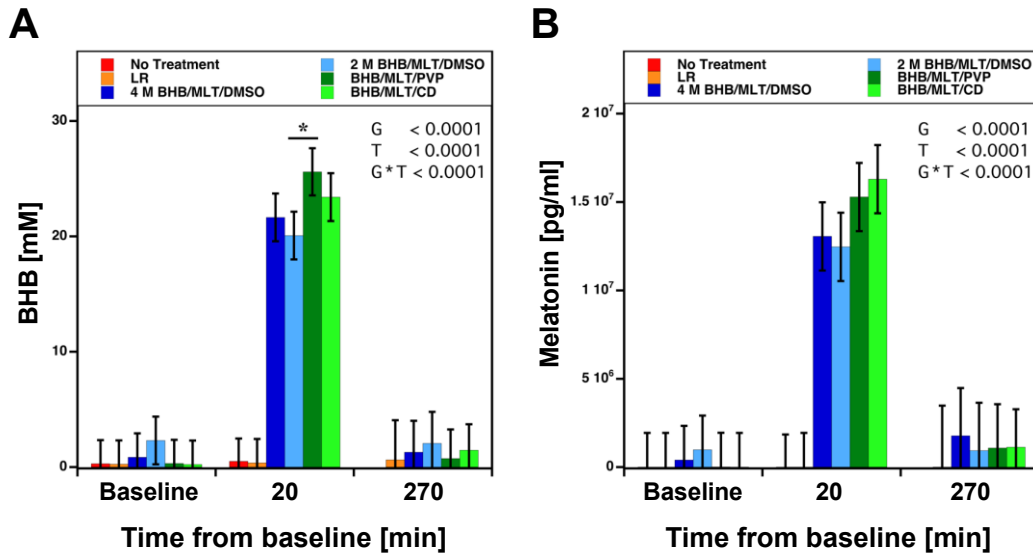 A
No Treatment
LR
4 M BHB/MLT/DMSO
2 M BHB/MLT/DMSO
BHB/MLT/PVP
BHB/MLT/CD
G < 0.0001
T < 0.0001
G*T < 0.0001
*
BHB [mM]
30
20
10
0
Baseline 20 270
Time from baseline [min]
B
No Treatment
LR
4 M BHB/MLT/DMSO
2 M BHB/MLT/DMSO
BHB/MLT/PVP
BHB/MLT/CD
G < 0.0001
T < 0.0001
G*T < 0.0001
Melatonin [pg/ml]
2 10⁷
1.5 10⁷
1 10⁷
5 10⁶
0
Baseline 20 270
Time from baseline [min]